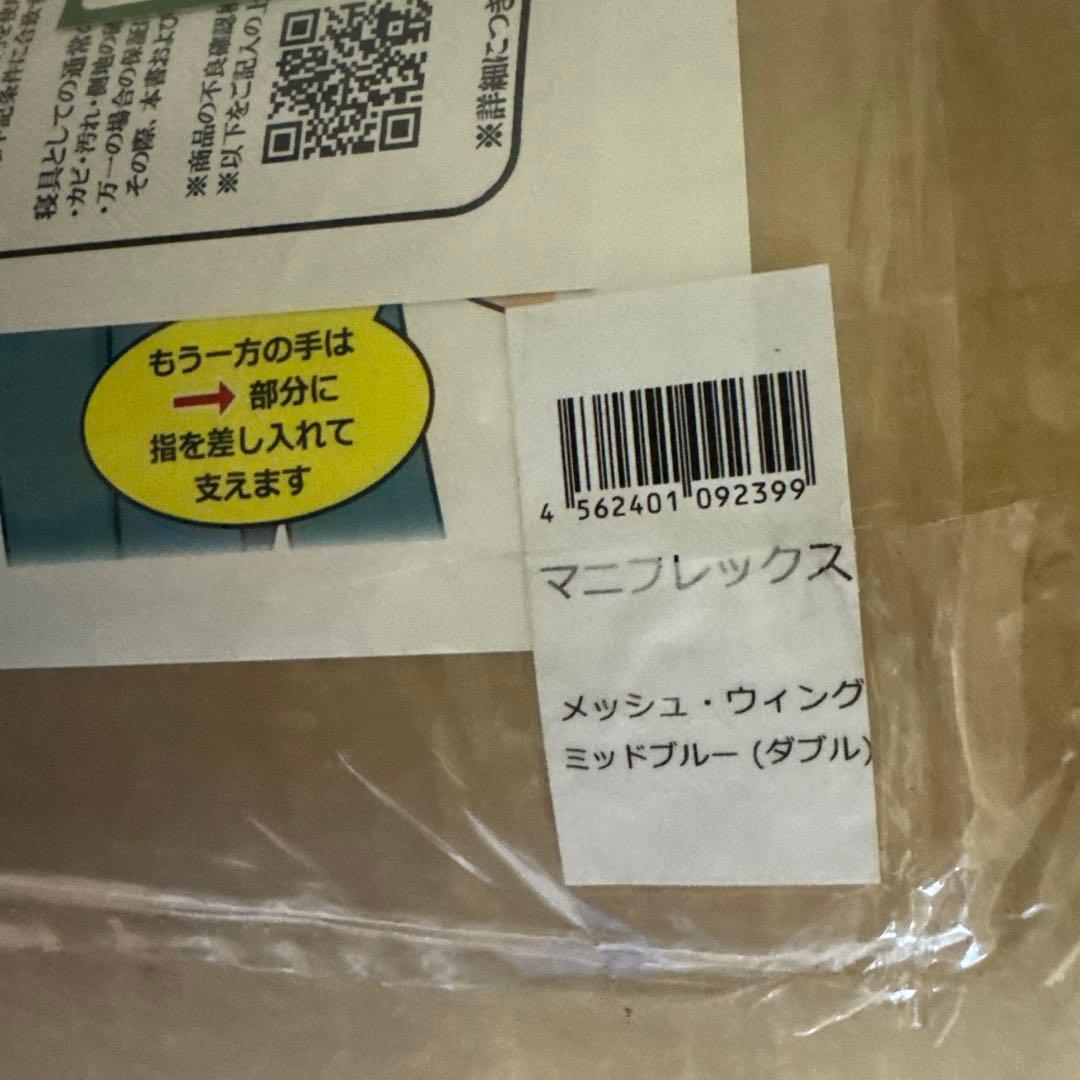 寝具としての通常
・カビ・汚れ・側地の
・万一の場合の保証
その際、本書および
※商品の不良確認
※以下をご記入の上
※詳細につき
もう一方の手は
→ 部分に
指を差し入れて
支えます
4 562401 092399
マニフレックス
メッシュ・ウィング
ミッドブルー (ダブル)